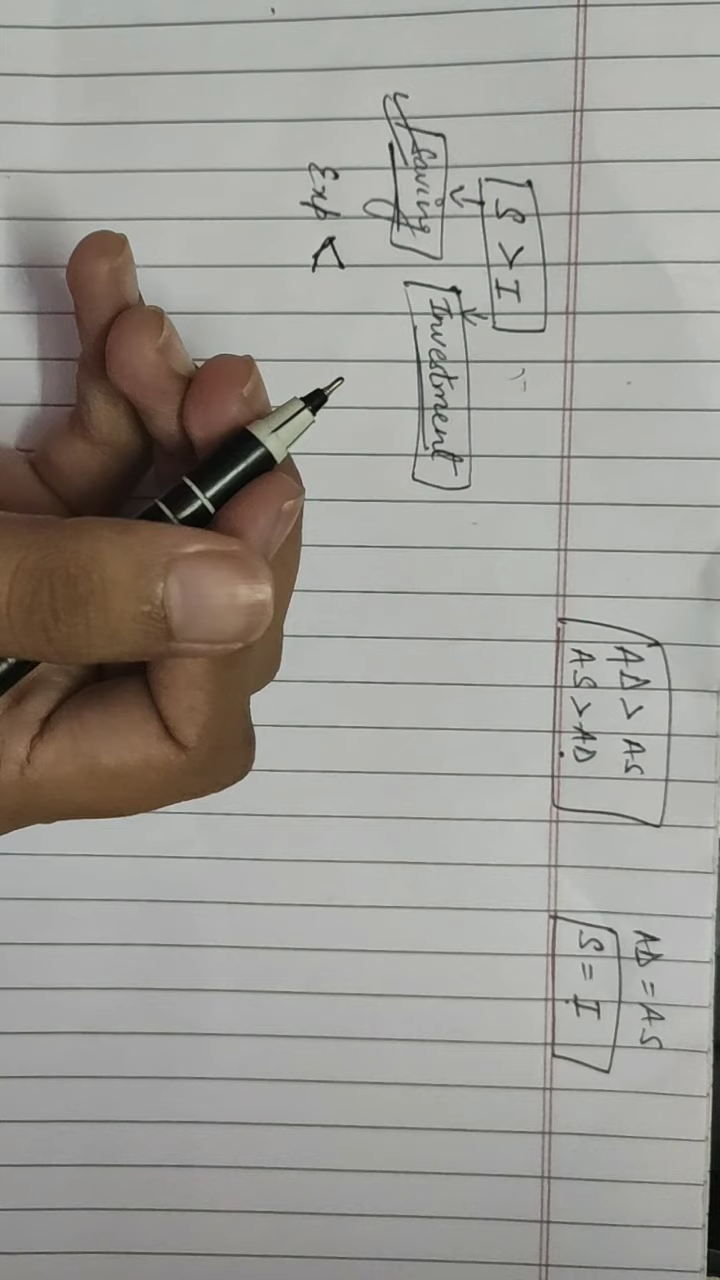 AD > AS
AS > AD
AD = AS
S = I
S > I
Saving
Investment
Exp ↓